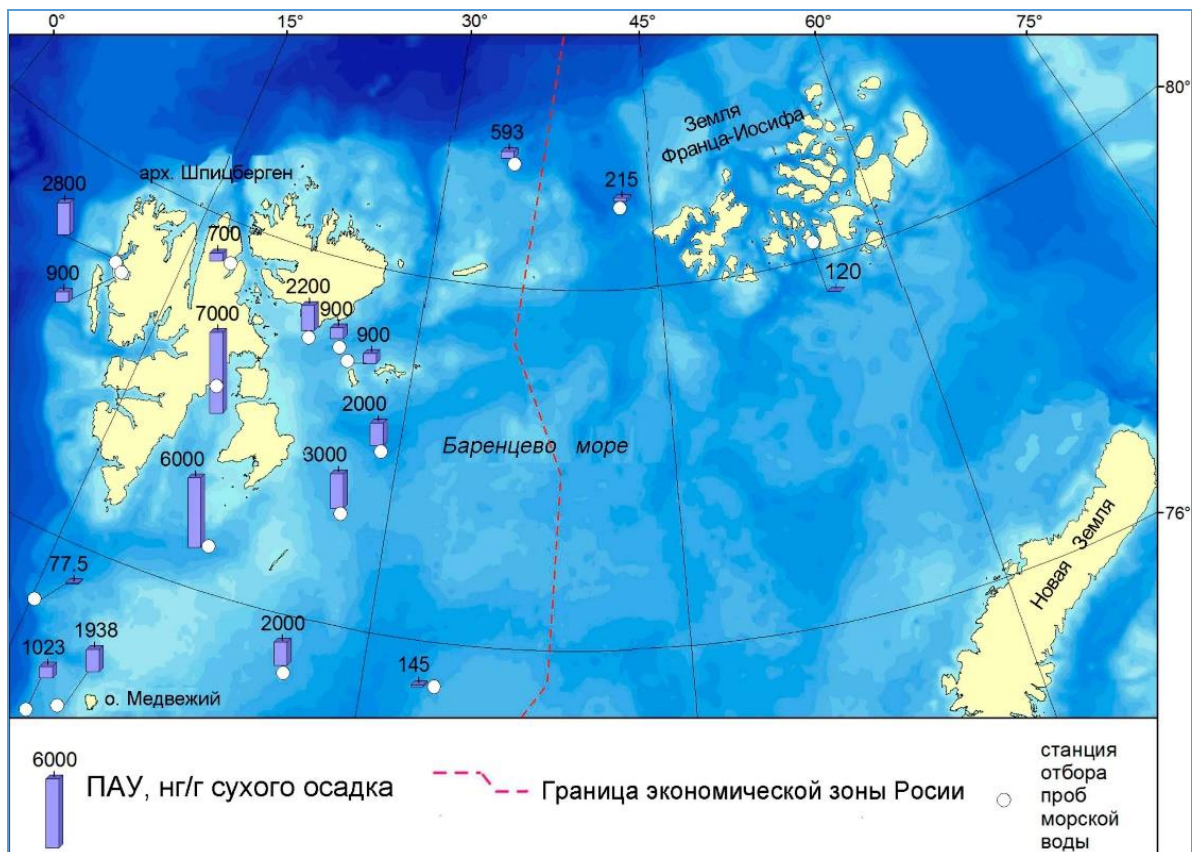 0°
15°
30°
45°
60°
75°
80°
593
Земля
Франца-Иосифа
арх. Шпицберген
2800
215
700
900
120
2200
7000
900
900
2000
Баренцево море
6000
3000
76°
Новая Земля
77.5
1938
2000
1023
145
о. Медвежий
6000
ПАУ, нг/г сухого осадка
Граница экономической зоны Росии
станция
отбора
проб
морской
воды